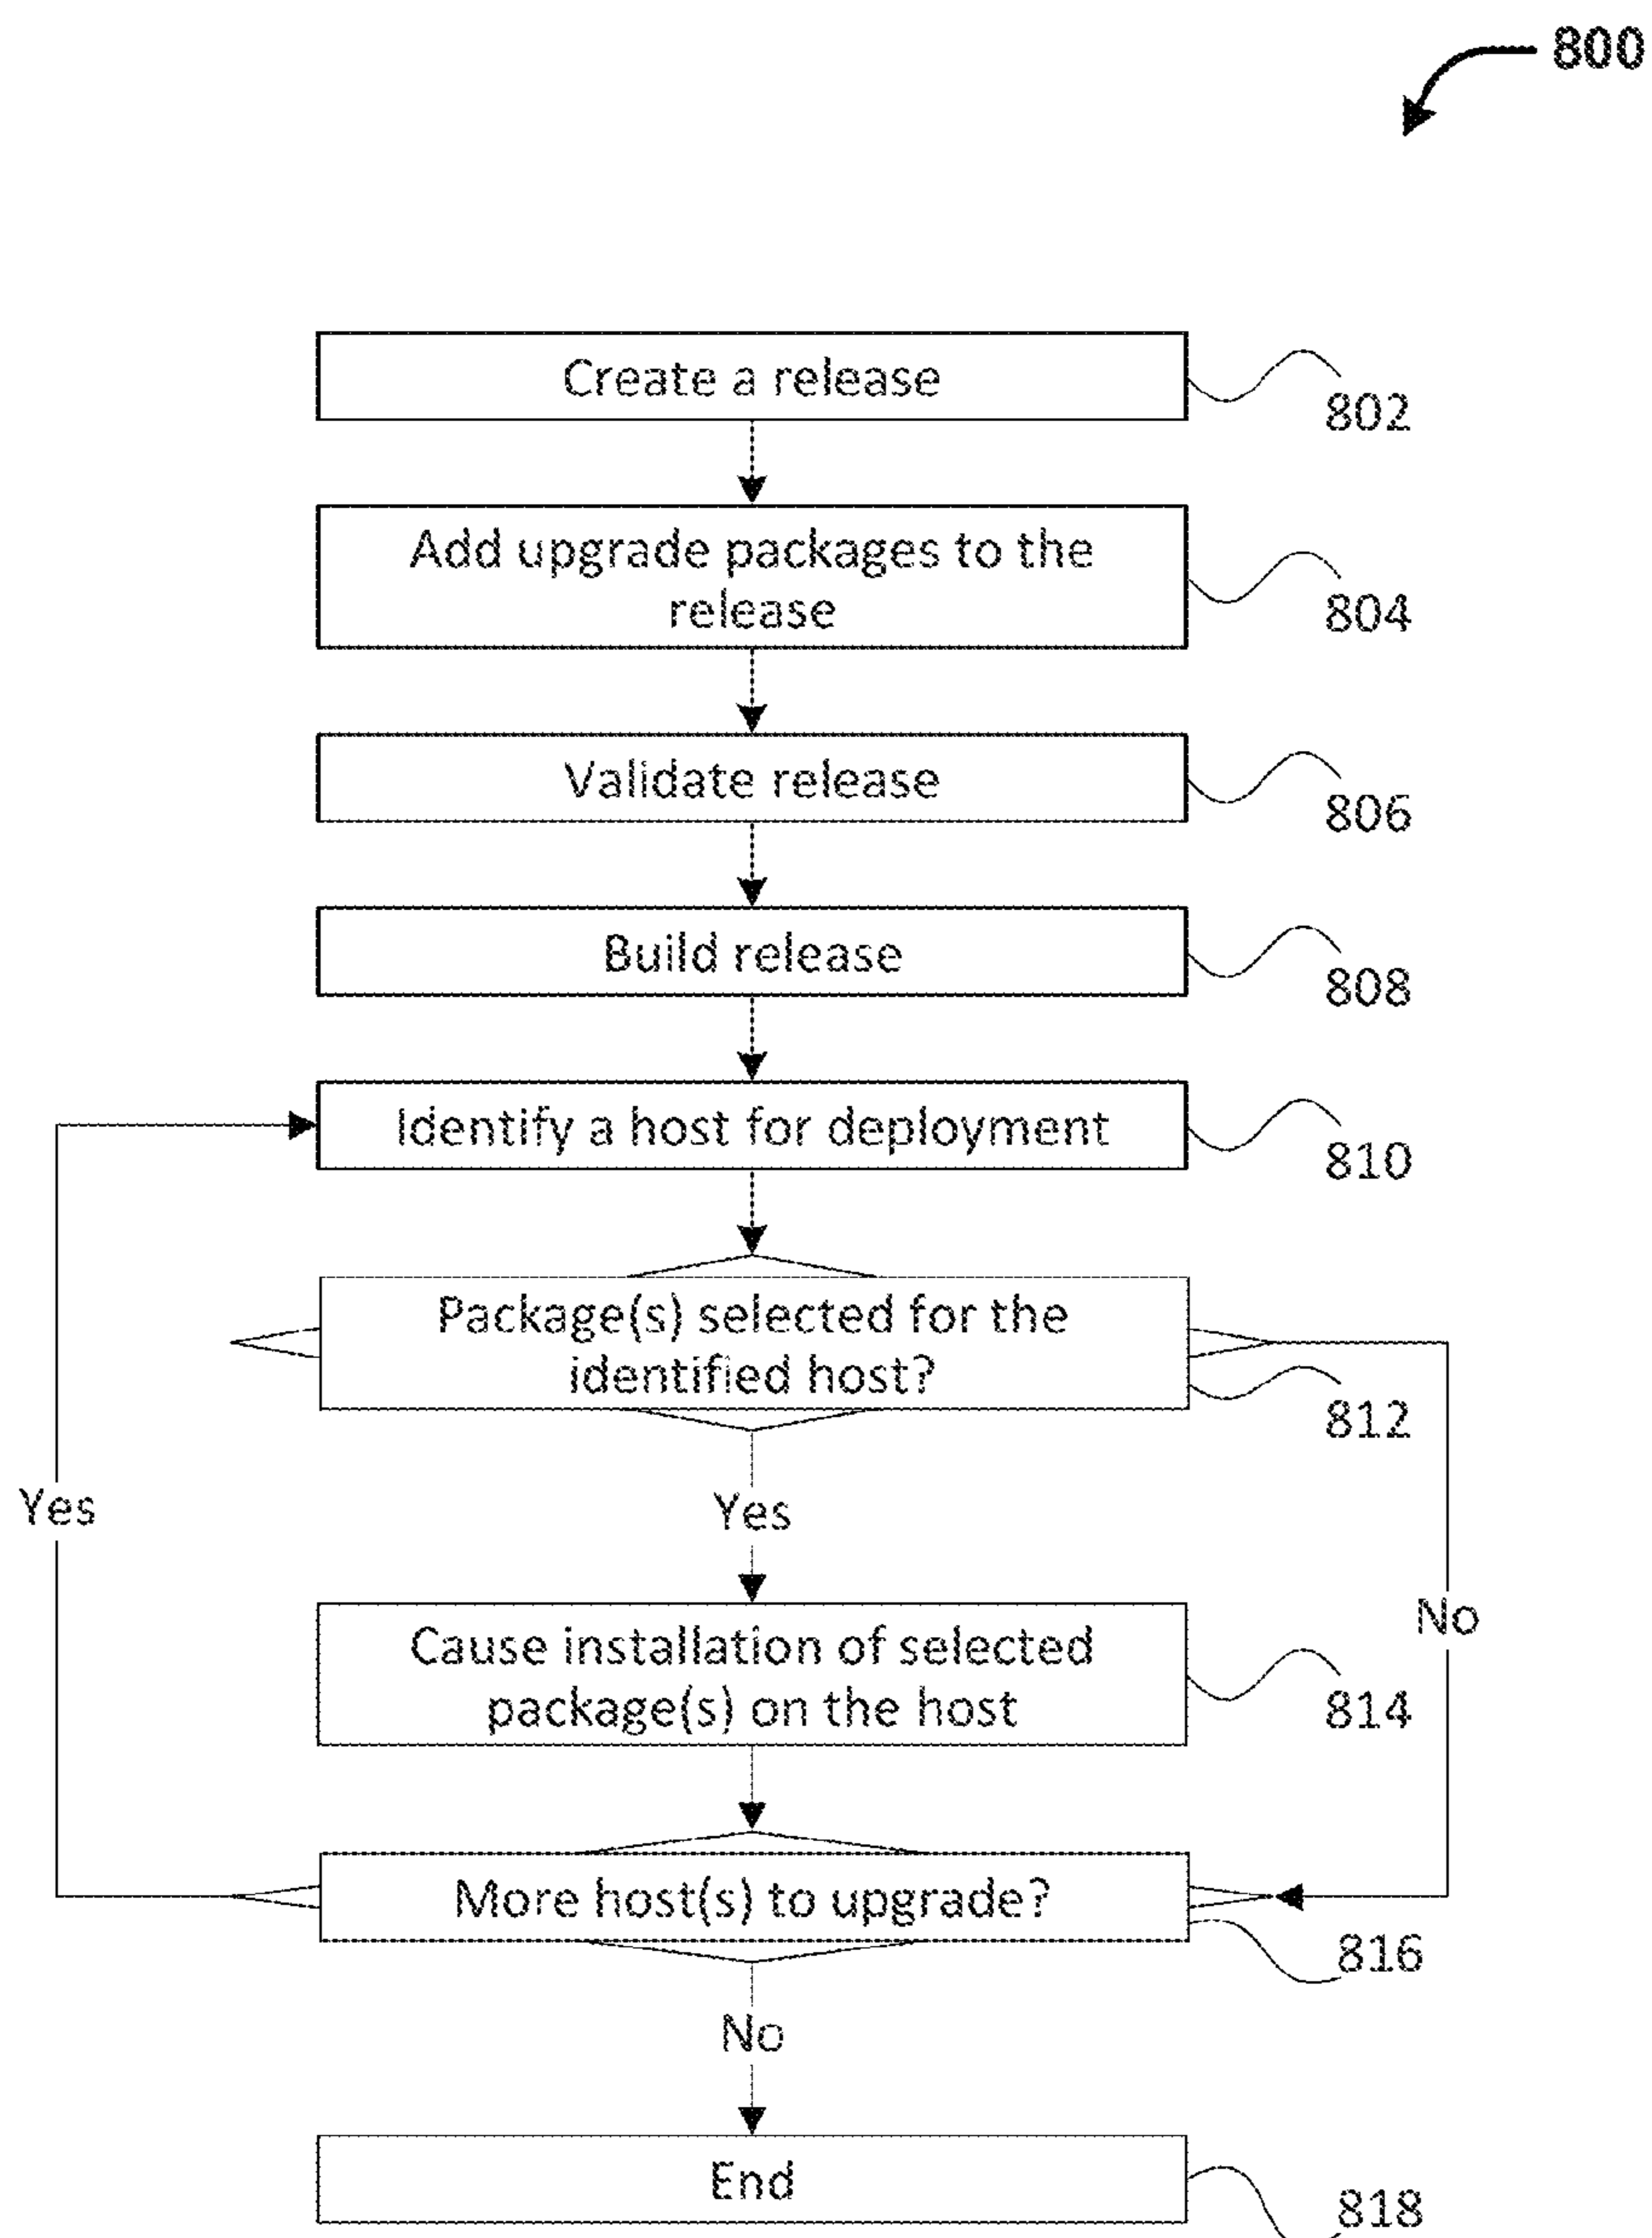 800
Create a release
802
Add upgrade packages to the
release
804
Validate release
806
Build release
808
Identify a host for deployment
810
Package(s) selected for the
identified host?
812
Yes
Yes
No
Cause installation of selected
package(s) on the host
814
More host(s) to upgrade?
816
No
End
818